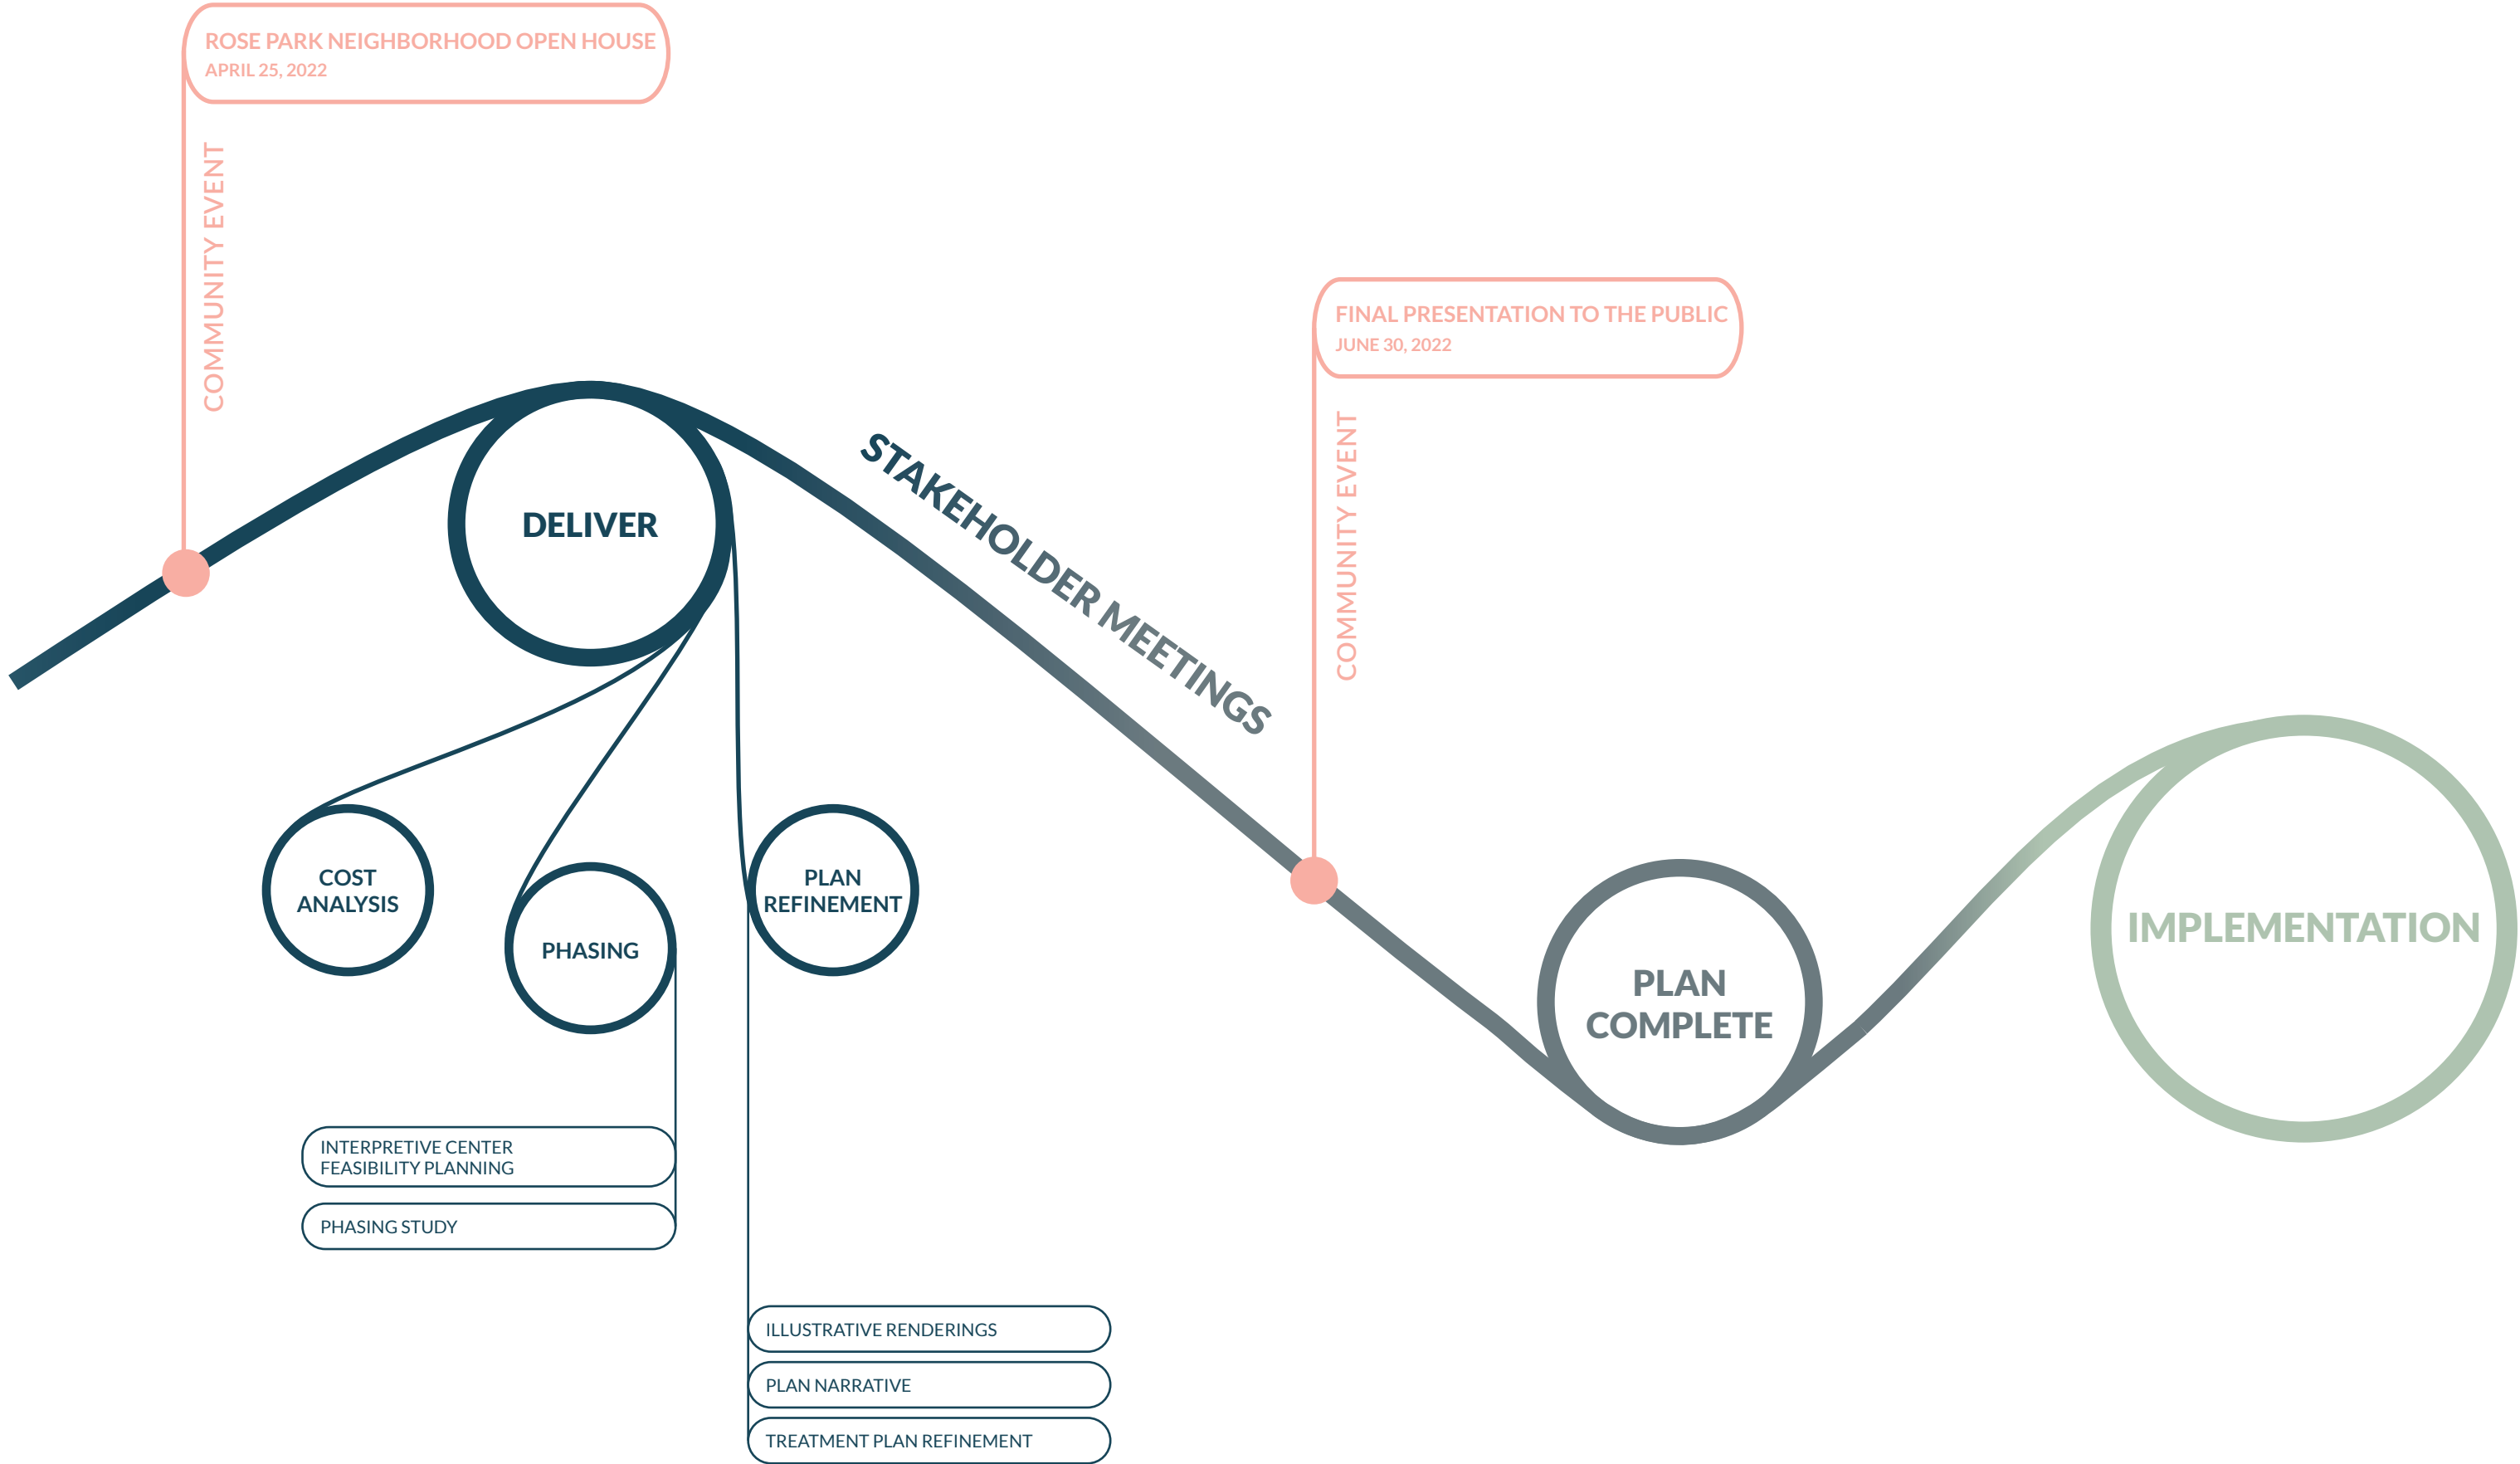 ROSE PARK NEIGHBORHOOD OPEN HOUSE
APRIL 25, 2022
COMMUNITY EVENT
DELIVER
STAKEHOLDER MEETINGS
FINAL PRESENTATION TO THE PUBLIC
JUNE 30, 2022
COMMUNITY EVENT
COST
ANALYSIS
PHASING
PLAN
REFINEMENT
INTERPRETIVE CENTER
FEASIBILITY PLANNING
PHASING STUDY
ILLUSTRATIVE RENDERINGS
PLAN NARRATIVE
TREATMENT PLAN REFINEMENT
PLAN
COMPLETE
IMPLEMENTATION